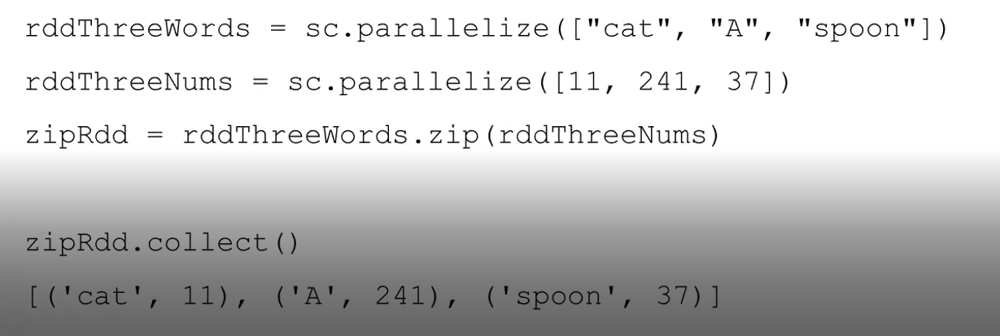 rddThreeWords = sc.parallelize(["cat", "A", "spoon"])
rddThreeNums = sc.parallelize([11, 241, 37])
zipRdd = rddThreeWords.zip(rddThreeNums)
zipRdd.collect()
[('cat', 11), ('A', 241), ('spoon', 37)]